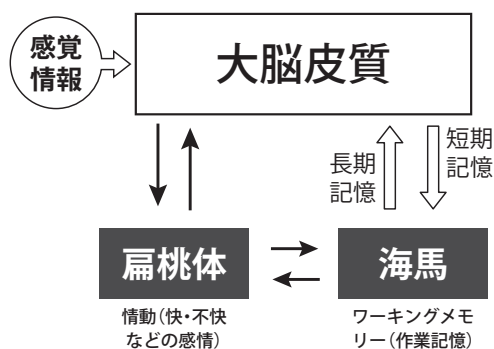 感覚
情報
大脳皮質
長期
記憶
短期
記憶
扁桃体
海馬
情動（快・不快
などの感情）
ワーキングメモ
リー（作業記憶）